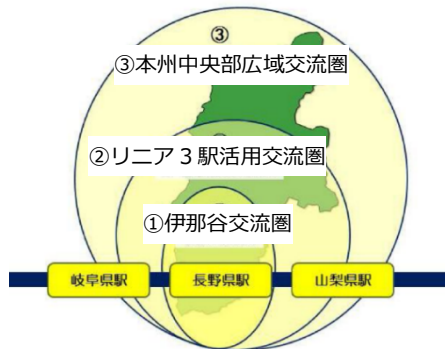 ③
③本州中央部広域交流圏
②リニア３駅活用交流圏
①伊那谷交流圏
岐阜県駅
長野県駅
山梨県駅